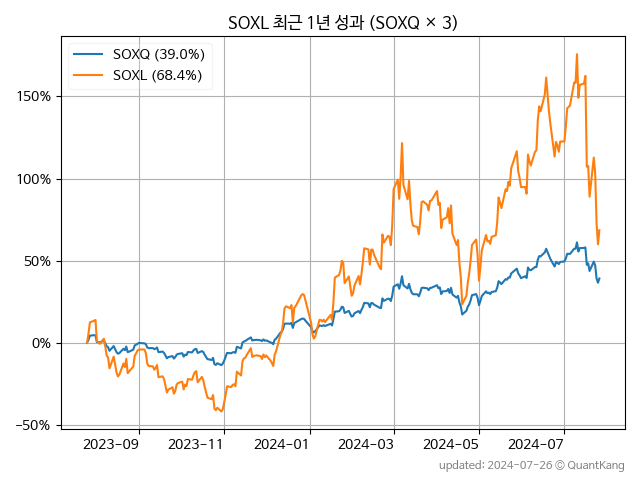 SOXL 최근 1년 성과 (SOXQ × 3)
SOXQ (39.0%)
SOXL (68.4%)
150%
100%
50%
0%
−50%
2023−09
2023−11
2024−01
2024−03
2024−05
2024−07
updated: 2024-07-26 © QuantKang